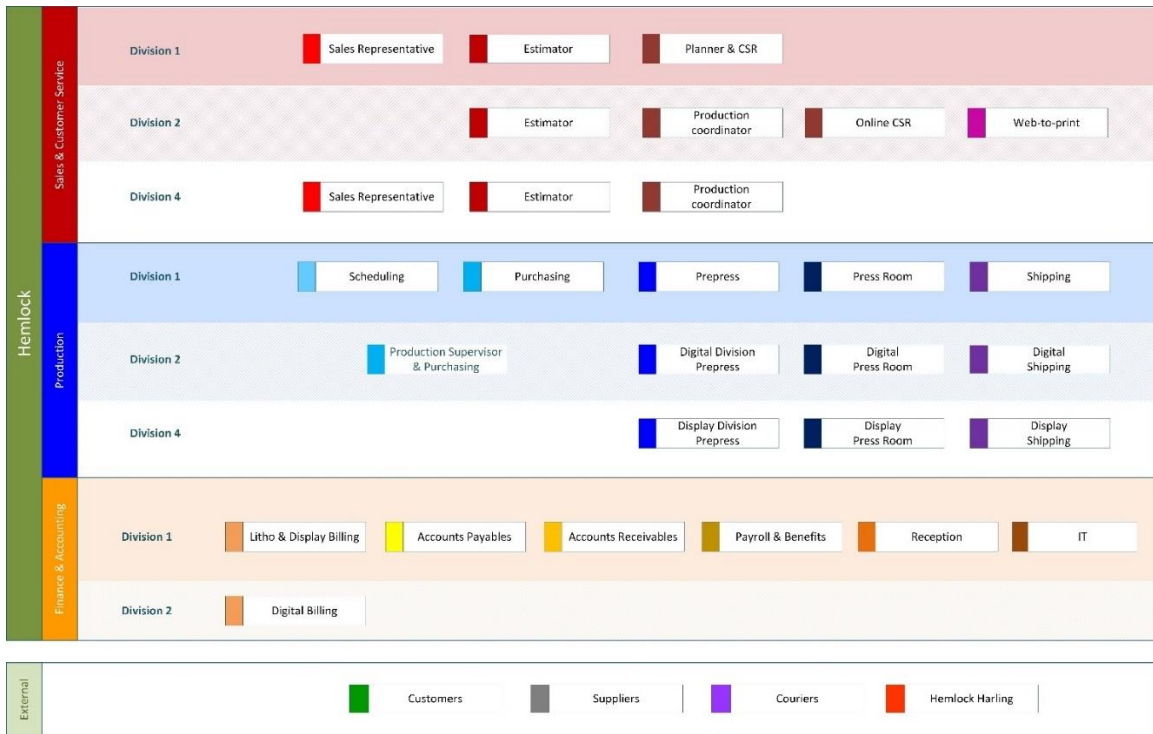 Hemlock
Sales & Customer Service
Division 1
Sales Representative
Estimator
Planner & CSR
Division 2
Estimator
Production
coordinator
Online CSR
Web-to-print
Division 4
Sales Representative
Estimator
Production
coordinator
Production
Division 1
Scheduling
Purchasing
Prepress
Press Room
Shipping
Division 2
Production Supervisor
& Purchasing
Digital Division
Prepress
Digital
Press Room
Digital
Shipping
Division 4
Display Division
Prepress
Display
Press Room
Display
Shipping
Finance & Accounting
Division 1
Litho & Display Billing
Accounts Payables
Accounts Receivables
Payroll & Benefits
Reception
IT
Division 2
Digital Billing
External
Customers
Suppliers
Couriers
Hemlock Harling